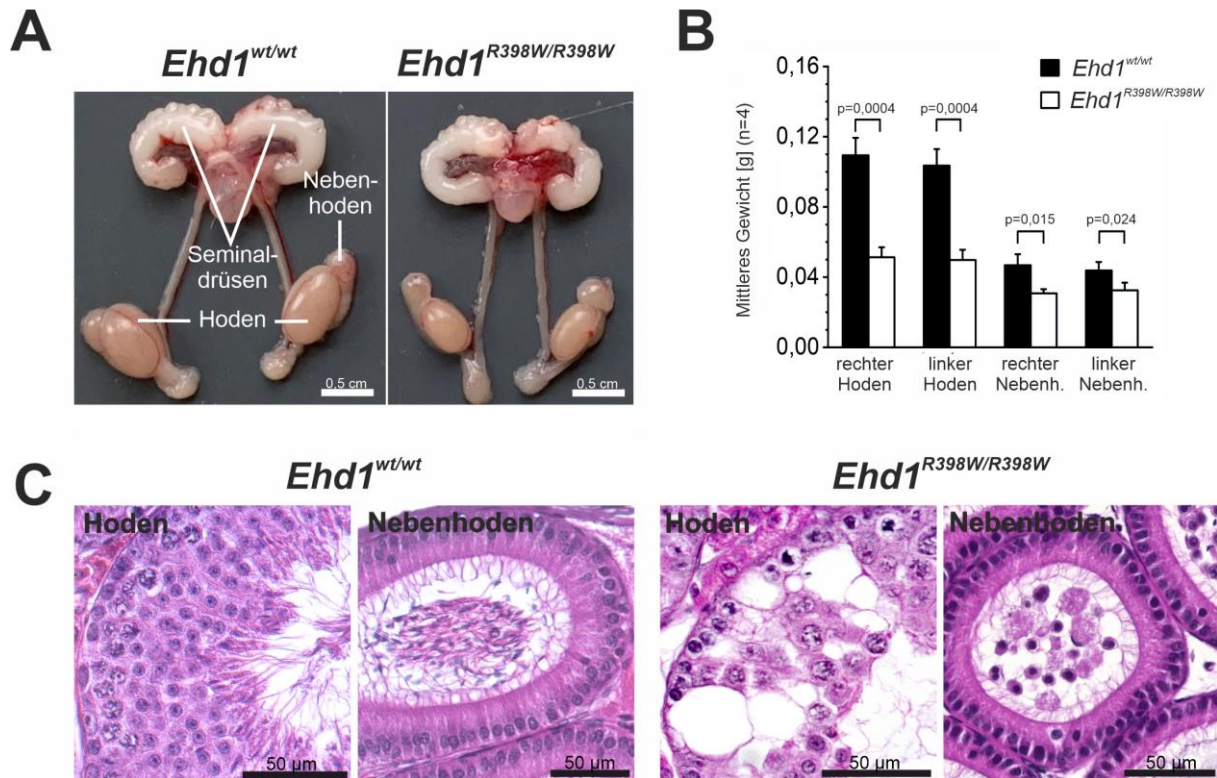 A
Ehd1wt/wt
Ehd1R398W/R398W
Neben-
hoden
Seminal-
drüsen
Hoden
0.5 cm
0.5 cm
B
Mittleres Gewicht [g] (n=4)
0,16
0,12
0,08
0,04
0,00
Ehd1wt/wt
Ehd1R398W/R398W
p=0,0004
p=0,0004
p=0,015
p=0,024
rechter
Hoden
linker
Hoden
rechter
Nebenh.
linker
Nebenh.
C
Ehd1wt/wt
Ehd1R398W/R398W
Hoden
Nebenhoden
Hoden
Nebenhoden
50 µm
50 µm
50 µm
50 µm